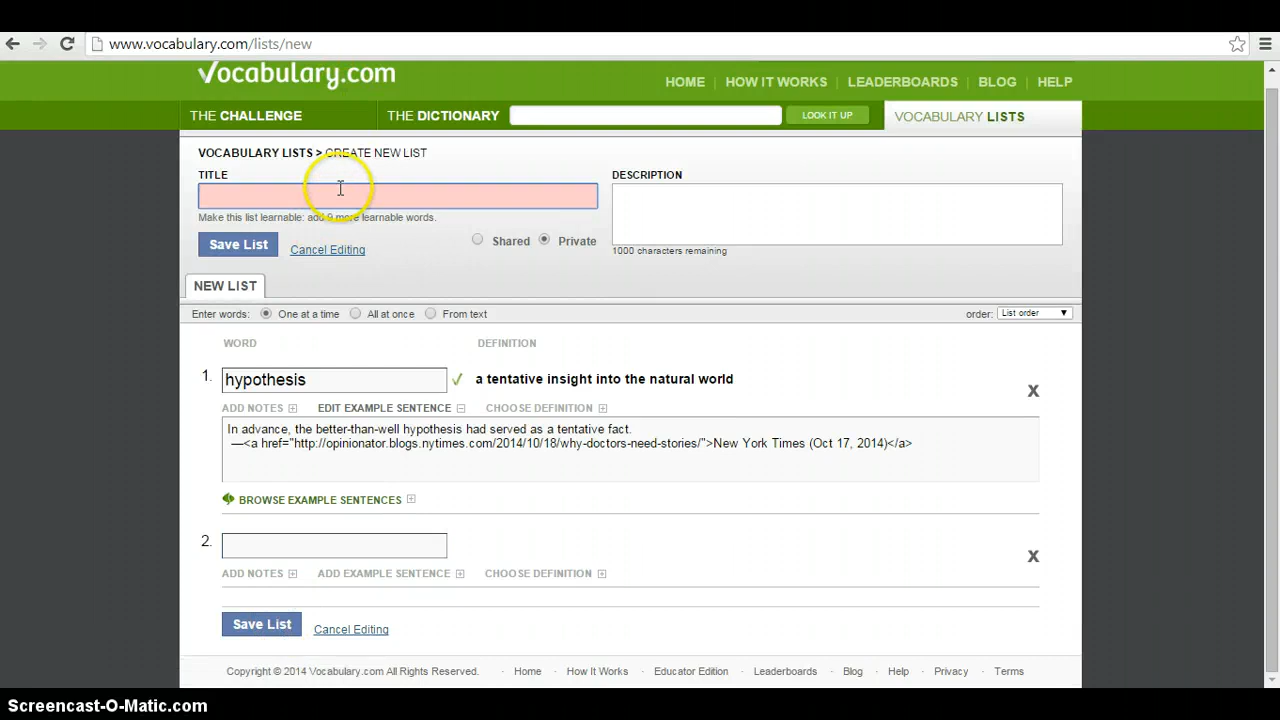 www.vocabulary.com/lists/new
Vocabulary.com
HOME | HOW IT WORKS | LEADERBOARDS | BLOG | HELP
THE CHALLENGE THE DICTIONARY LOOK IT UP VOCABULARY LISTS
VOCABULARY LISTS > CREATE NEW LIST
TITLE DESCRIPTION
Make this list learnable: add 9 more learnable words.
Save List Cancel Editing Shared Private 1000 characters remaining
NEW LIST
Enter words: One at a time All at once From text order: List order
WORD DEFINITION
1. hypothesis ✓ a tentative insight into the natural world X
ADD NOTES EDIT EXAMPLE SENTENCE CHOOSE DEFINITION
In advance, the better-than-well hypothesis had served as a tentative fact.
—<a href="http://opinionator.blogs.nytimes.com/2014/10/18/why-doctors-need-stories/">New York Times (Oct 17, 2014)</a>
BROWSE EXAMPLE SENTENCES
2. X
ADD NOTES ADD EXAMPLE SENTENCE CHOOSE DEFINITION
Save List Cancel Editing
Copyright © 2014 Vocabulary.com All Rights Reserved. · Home · How It Works · Educator Edition · Leaderboards · Blog · Help · Privacy · Terms
Screencast-O-Matic.com